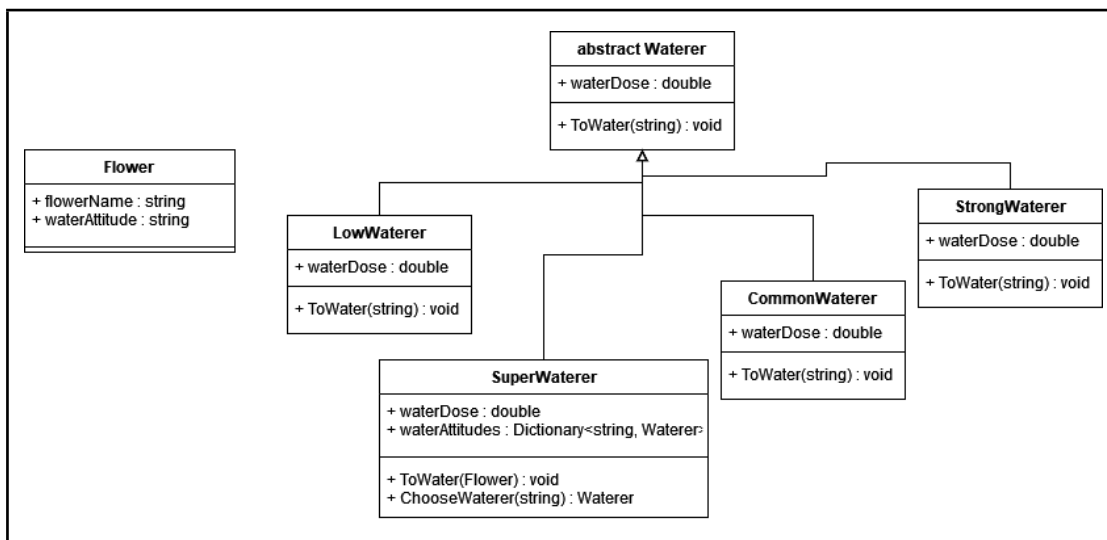 abstract Waterer
+ waterDose : double
+ ToWater(string) : void
Flower
+ flowerName : string
+ waterAttitude : string
LowWaterer
+ waterDose : double
+ ToWater(string) : void
StrongWaterer
+ waterDose : double
+ ToWater(string) : void
CommonWaterer
+ waterDose : double
+ ToWater(string) : void
SuperWaterer
+ waterDose : double
+ waterAttitudes : Dictionary<string, Waterer>
+ ToWater(Flower) : void
+ ChooseWaterer(string) : Waterer